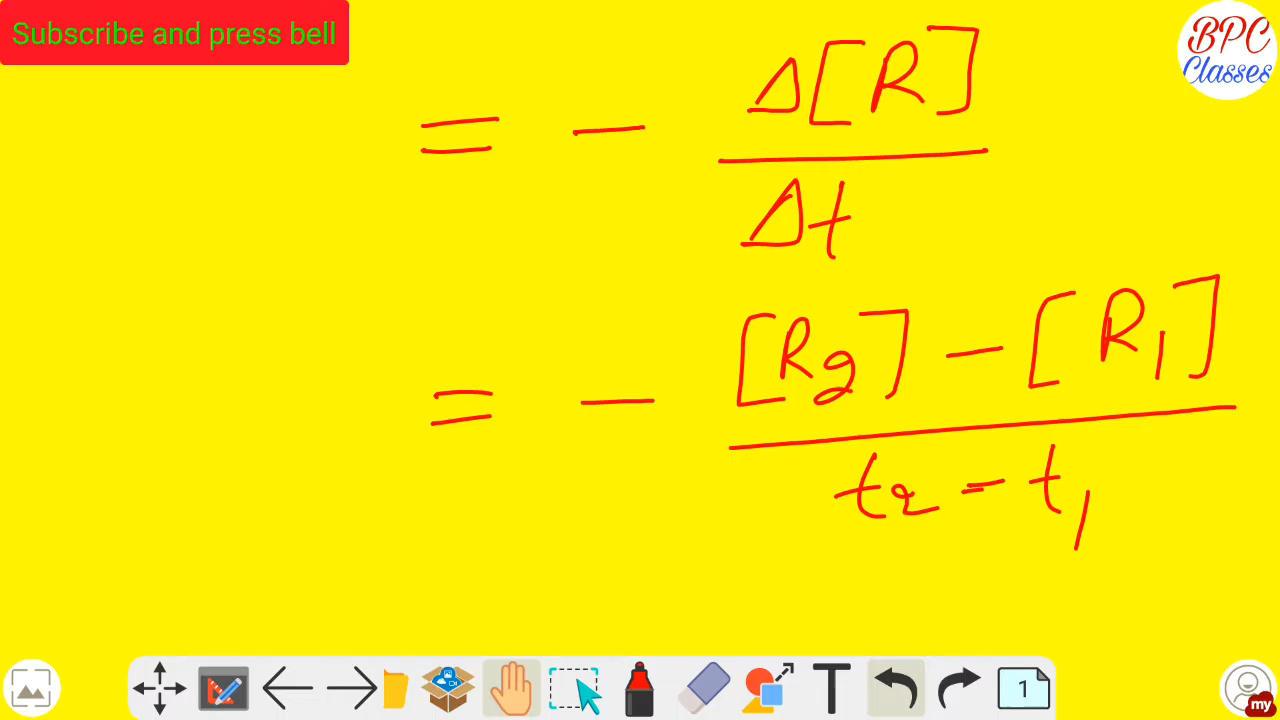 Subscribe and press bell
BPC
Classes
= - Δ[R]
Δt
= - [R2] - [R1]
t2 - t1
1
my